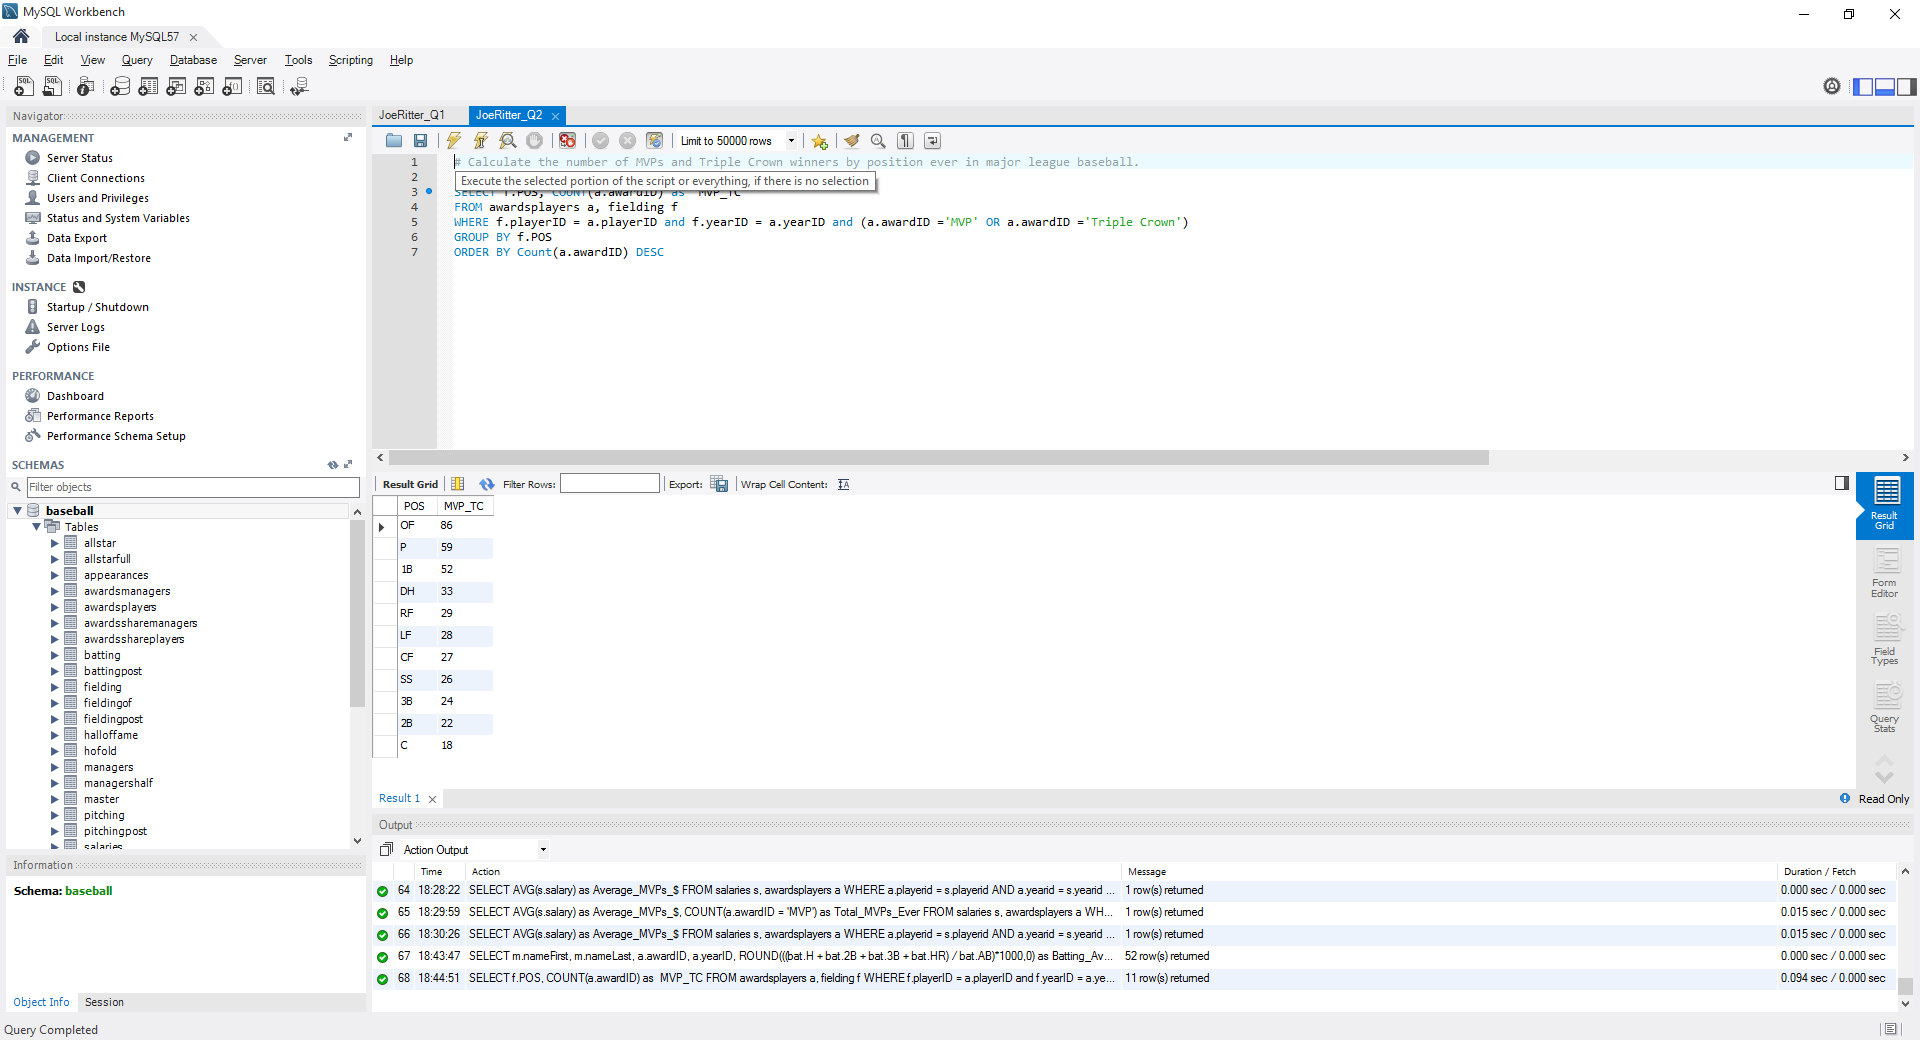 MySQL Workbench
Local instance MySQL57
File Edit View Query Database Server Tools Scripting Help
Navigator
MANAGEMENT
Server Status
Client Connections
Users and Privileges
Status and System Variables
Data Export
Data Import/Restore
INSTANCE
Startup / Shutdown
Server Logs
Options File
PERFORMANCE
Dashboard
Performance Reports
Performance Schema Setup
SCHEMAS
Filter objects
baseball
Tables
allstar
allstarfull
appearances
awardsmanagers
awardsplayers
awardssharemanagers
awardsshareplayers
batting
battingpost
fielding
fieldingof
fieldingpost
halloffame
hofold
managers
managershalf
master
pitching
pitchingpost
salaries
Information
Schema: baseball
Object Info Session
Query Completed
JoeRitter_Q1 JoeRitter_Q2
Limit to 50000 rows
1 # Calculate the number of MVPs and Triple Crown winners by position ever in major league baseball.
2
Execute the selected portion of the script or everything, if there is no selection
3 SELECT f.POS, COUNT(a.awardID) as MVP_TC
4 FROM awardsplayers a, fielding f
5 WHERE f.playerID = a.playerID and f.yearID = a.yearID and (a.awardID ='MVP' OR a.awardID ='Triple Crown')
6 GROUP BY f.POS
7 ORDER BY Count(a.awardID) DESC
Result Grid Filter Rows: Export: Wrap Cell Content:
POS MVP_TC
OF 86
P 59
1B 52
DH 33
RF 29
LF 28
CF 27
SS 26
3B 24
2B 22
C 18
Result Grid
Form Editor
Field Types
Query Stats
Result 1
Read Only
Output
Action Output
Time Action Message Duration / Fetch
64 18:28:22 SELECT AVG(s.salary) as Average_MVPs_$ FROM salaries s, awardsplayers a WHERE a.playerid = s.playerid AND a.yearid = s.yearid ... 1 row(s) returned 0.000 sec / 0.000 sec
65 18:29:59 SELECT AVG(s.salary) as Average_MVPs_$, COUNT(a.awardID = 'MVP') as Total_MVPs_Ever FROM salaries s, awardsplayers a WH... 1 row(s) returned 0.015 sec / 0.000 sec
66 18:30:26 SELECT AVG(s.salary) as Average_MVPs_$ FROM salaries s, awardsplayers a WHERE a.playerid = s.playerid AND a.yearid = s.yearid ... 1 row(s) returned 0.015 sec / 0.000 sec
67 18:43:47 SELECT m.nameFirst, m.nameLast, a.awardID, a.yearID, ROUND(((bat.H + bat.2B + bat.3B + bat.HR) / bat.AB)*1000,0) as Batting_Av... 52 row(s) returned 0.000 sec / 0.000 sec
68 18:44:51 SELECT f.POS, COUNT(a.awardID) as MVP_TC FROM awardsplayers a, fielding f WHERE f.playerID = a.playerID and f.yearID = a.ye... 11 row(s) returned 0.094 sec / 0.000 sec